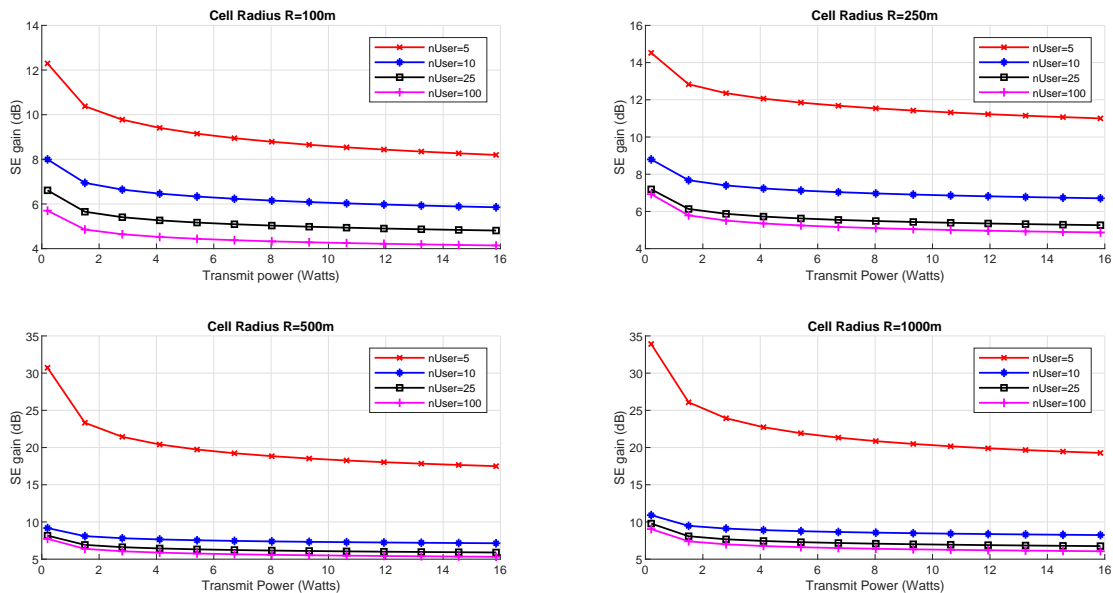 Cell Radius R=100m
14
12
10
8
6
4
SE gain (dB)
0 2 4 6 8 10 12 14 16
Transmit power (Watts)
nUser=5
nUser=10
nUser=25
nUser=100
Cell Radius R=250m
16
14
12
10
8
6
4
SE gain (dB)
0 2 4 6 8 10 12 14 16
Transmit Power (Watts)
nUser=5
nUser=10
nUser=25
nUser=100
Cell Radius R=500m
35
30
25
20
15
10
5
SE gain (dB)
0 2 4 6 8 10 12 14 16
Transmit Power (Watts)
nUser=5
nUser=10
nUser=25
nUser=100
Cell Radius R=1000m
35
30
25
20
15
10
5
SE gain (dB)
0 2 4 6 8 10 12 14 16
Transmit Power (Watts)
nUser=5
nUser=10
nUser=25
nUser=100